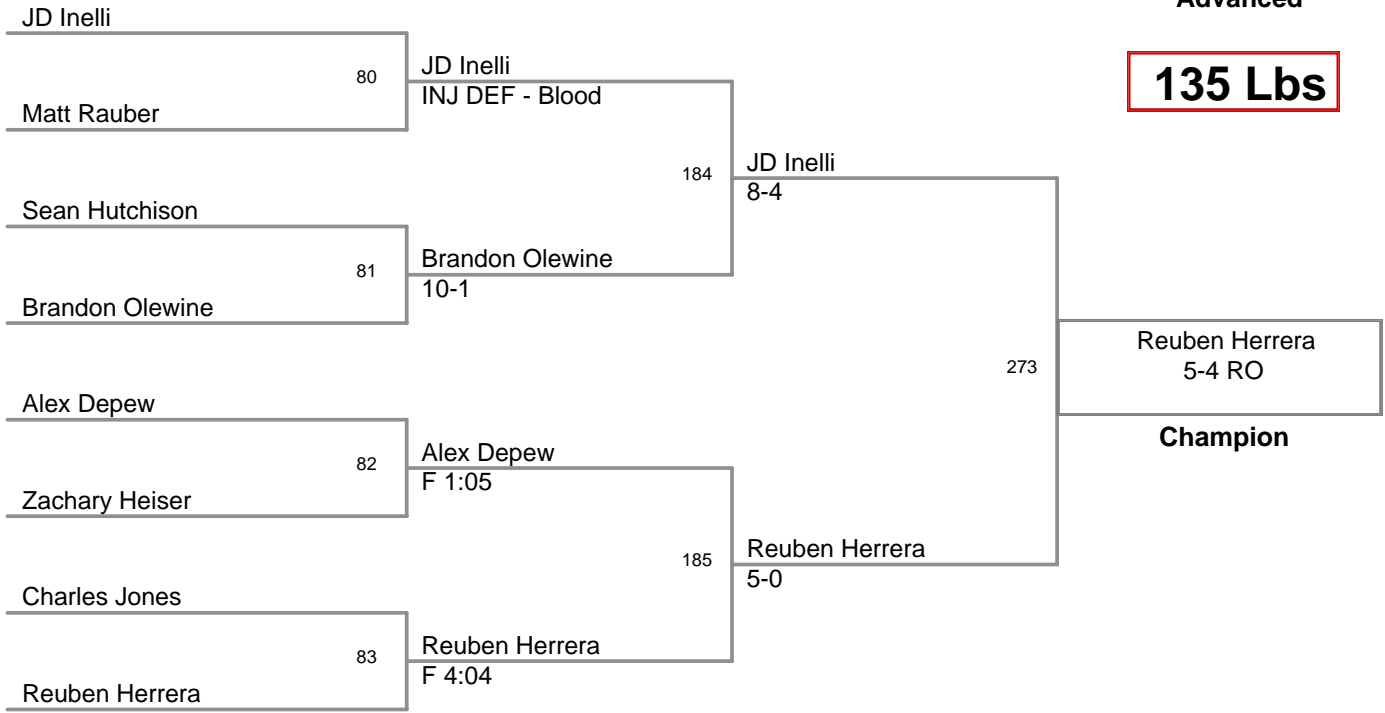 Advanced
135 Lbs
JD Inelli
80
Matt Rauber
JD Inelli
INJ DEF - Blood
Sean Hutchison
81
Brandon Olewine
Brandon Olewine
10-1
184
JD Inelli
8-4
Alex Depew
82
Zachary Heiser
Alex Depew
F 1:05
Charles Jones
83
Reuben Herrera
Reuben Herrera
F 4:04
185
Reuben Herrera
5-0
273
Reuben Herrera
5-4 RO
Champion